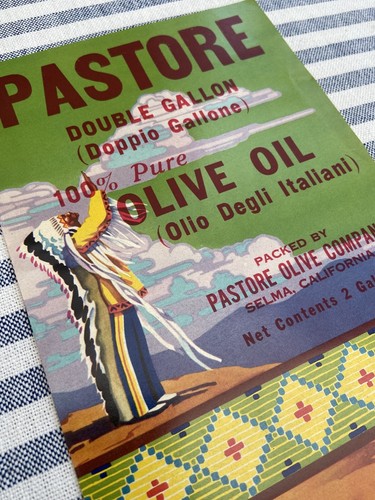 PASTORE
DOUBLE GALLON
(Doppio Gallone)
100% Pure
OLIVE OIL
(Olio Degli Italiani)
PACKED BY
PASTORE OLIVE COMPAN
SELMA, CALIFORNIA
Net Contents 2 Gal